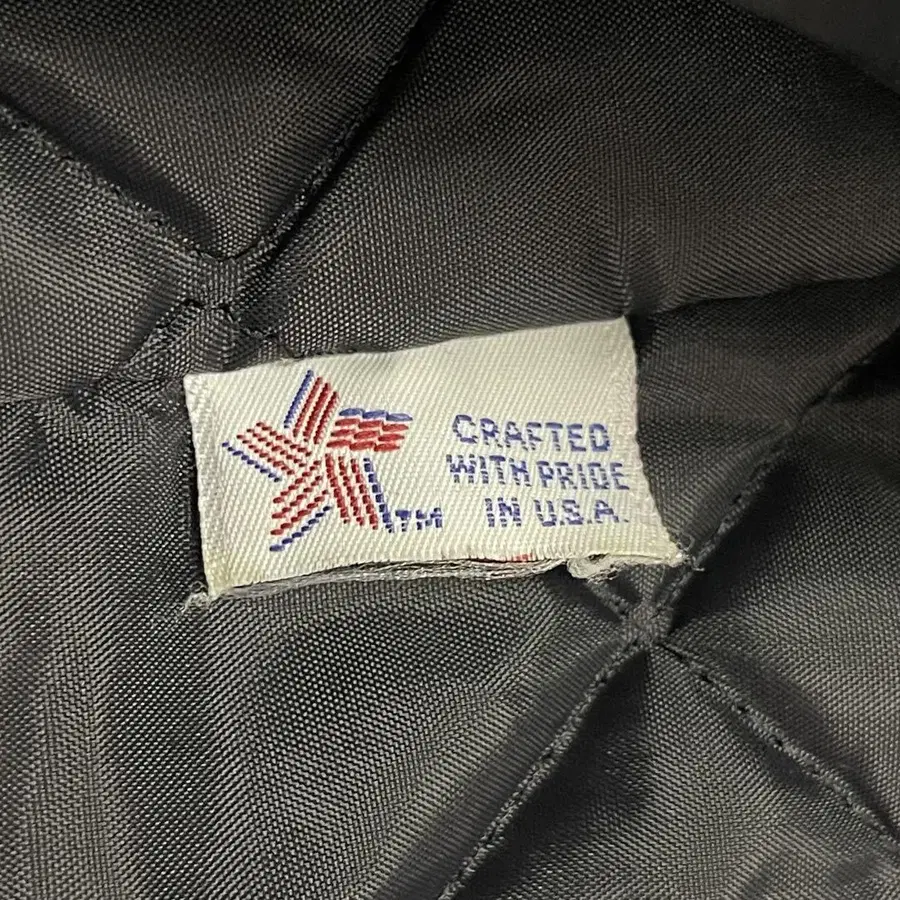 CRAFTED
WITH PRIDE
IN U.S.A.
TM